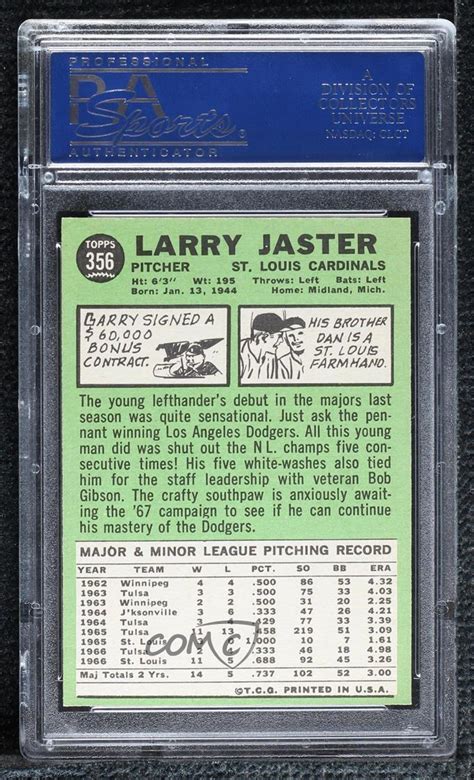 PROFESSIONAL
PSA
Sports
AUTHENTICATOR
A
DIVISION OF
COLLECTORS
UNIVERSE
NASDAQ: CLCT
TOPPS
356
LARRY JASTER
PITCHER ST. LOUIS CARDINALS
Ht: 6'3" Wt: 195 Throws: Left Bats: Left
Born: Jan. 13, 1944 Home: Midland, Mich.
LARRY SIGNED A
$60,000
BONUS
CONTRACT.
HIS BROTHER
DAN IS A
ST. LOUIS
FARMHAND.
The young lefthander's debut in the majors last
season was quite sensational. Just ask the pen-
nant winning Los Angeles Dodgers. All this young
man did was shut out the N.L. champs five con-
secutive times! His five white-washes also tied
him for the staff leadership with veteran Bob
Gibson. The crafty southpaw is anxiously await-
ing the '67 campaign to see if he can continue
his mastery of the Dodgers.
MAJOR & MINOR LEAGUE PITCHING RECORD
YEAR TEAM W L PCT. SO BB ERA
1962 Winnipeg 4 4 .500 86 53 4.32
1963 Tulsa 3 3 .500 75 33 4.03
1963 Winnipeg 2 2 .500 31 20 2.25
1964 J'ksonville 3 6 .333 47 26 4.21
1964 Tulsa 3 4 .429 77 33 3.44
1965 Tulsa 11 13 .458 219 51 3.09
1965 St. Louis 3 0 1.000 10 7 1.61
1966 Tulsa 2 2 .500 46 18 4.98
1966 St. Louis 11 5 .688 92 45 3.26
Maj Totals 2 Yrs. 14 5 .737 102 52 3.00
COMC
©T.C.G. PRINTED IN U.S.A.